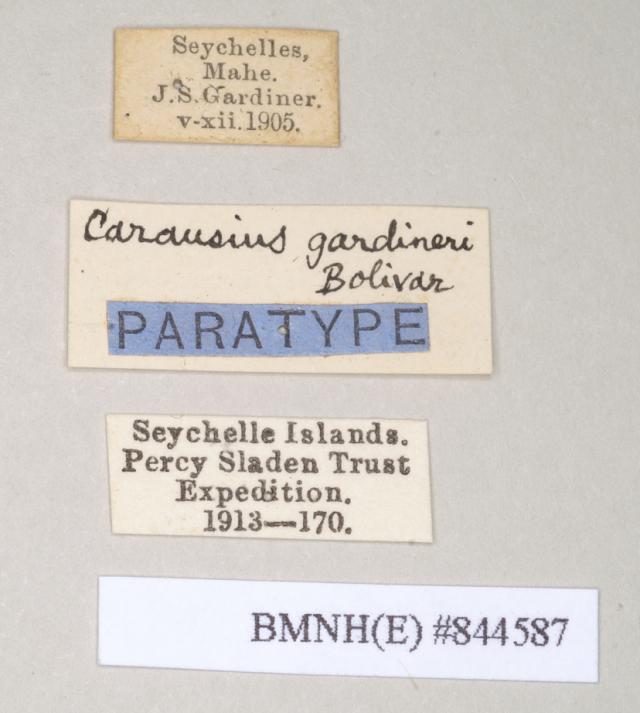 Seychelles,
Mahe.
J.S.Gardiner.
v-xii.1905.
Carausius gardineri
Bolivar
PARATYPE
Seychelle Islands.
Percy Sladen Trust
Expedition.
1913—170.
BMNH(E) #844587